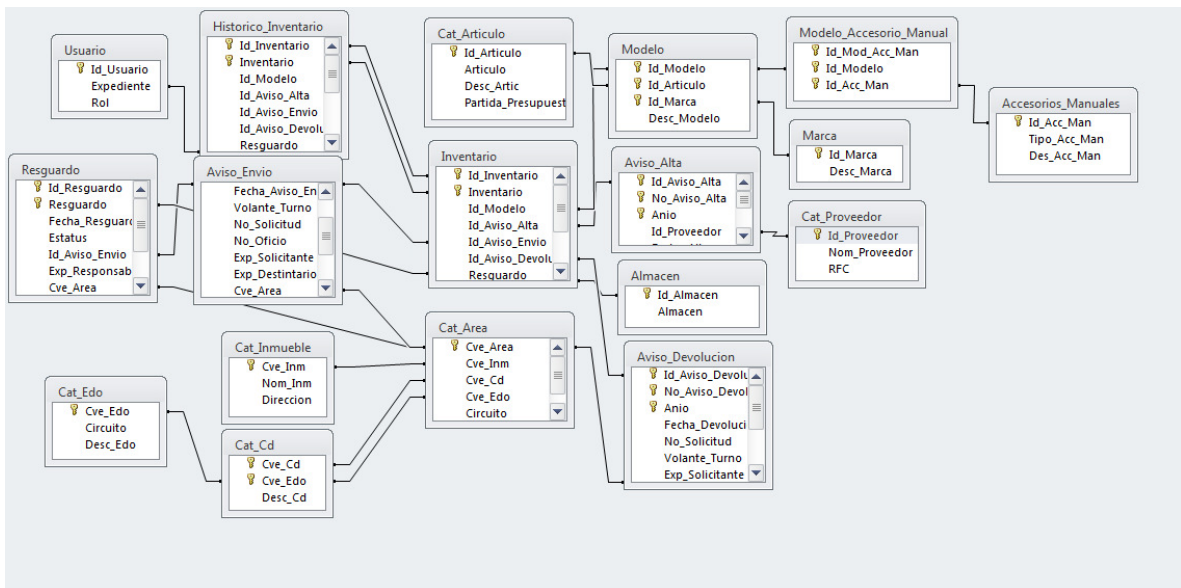 Usuario
Id_Usuario
Expediente
Rol
Historico_Inventario
Id_Inventario
Inventario
Id_Modelo
Id_Aviso_Alta
Id_Aviso_Envio
Id_Aviso_Devolu
Resguardo
Cat_Articulo
Id_Articulo
Articulo
Desc_Artic
Partida_Presupuest
Modelo
Id_Modelo
Id_Articulo
Id_Marca
Desc_Modelo
Modelo_Accesorio_Manual
Id_Mod_Acc_Man
Id_Modelo
Id_Acc_Man
Accesorios_Manuales
Id_Acc_Man
Tipo_Acc_Man
Des_Acc_Man
Marca
Id_Marca
Desc_Marca
Resguardo
Id_Resguardo
Resguardo
Fecha_Resguard
Estatus
Id_Aviso_Envio
Exp_Responsab
Cve_Area
Aviso_Envio
Fecha_Aviso_En
Volante_Turno
No_Solicitud
No_Oficio
Exp_Solicitante
Exp_Destintario
Cve_Area
Inventario
Id_Inventario
Inventario
Id_Modelo
Id_Aviso_Alta
Id_Aviso_Envio
Id_Aviso_Devolu
Resguardo
Aviso_Alta
Id_Aviso_Alta
No_Aviso_Alta
Anio
Id_Proveedor
Cat_Proveedor
Id_Proveedor
Nom_Proveedor
RFC
Almacen
Id_Almacen
Almacen
Cat_Inmueble
Cve_Inm
Nom_Inm
Direccion
Cat_Area
Cve_Area
Cve_Inm
Cve_Cd
Cve_Edo
Circuito
Aviso_Devolucion
Id_Aviso_Devolu
No_Aviso_Devol
Anio
Fecha_Devoluci
No_Solicitud
Volante_Turno
Exp_Solicitante
Cat_Edo
Cve_Edo
Circuito
Desc_Edo
Cat_Cd
Cve_Cd
Cve_Edo
Desc_Cd